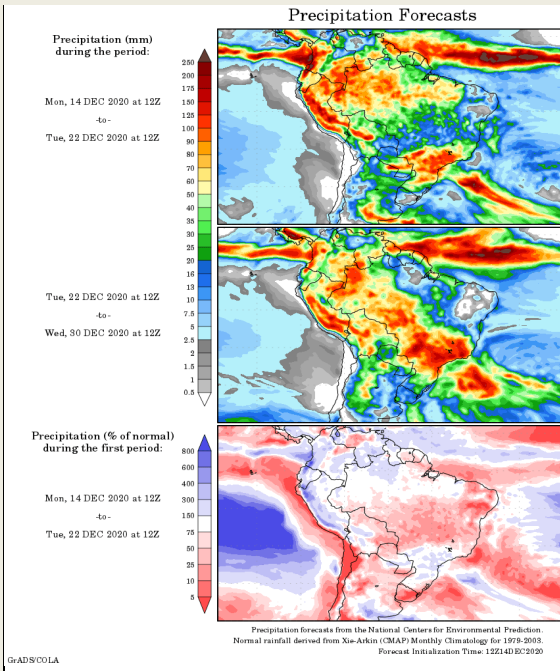 Precipitation Forecasts
Precipitation (mm)
during the period:
Mon, 14 DEC 2020 at 12Z
-to-
Tue, 22 DEC 2020 at 12Z
250
200
175
150
125
100
90
80
70
60
50
40
35
30
25
20
16
13
10
7.5
5
2.5
2
1.5
1
0.5
Tue, 22 DEC 2020 at 12Z
-to-
Wed, 30 DEC 2020 at 12Z
Precipitation (% of normal)
during the first period:
Mon, 14 DEC 2020 at 12Z
-to-
Tue, 22 DEC 2020 at 12Z
800
600
400
300
150
75
50
25
10
5
Precipitation forecasts from the National Centers for Environmental Prediction.
Normal rainfall derived from Xie-Arkin (CMAP) Monthly Climatology for 1979-2003.
Forecast Initialization Time: 12Z14DEC2020
GrADS/COLA